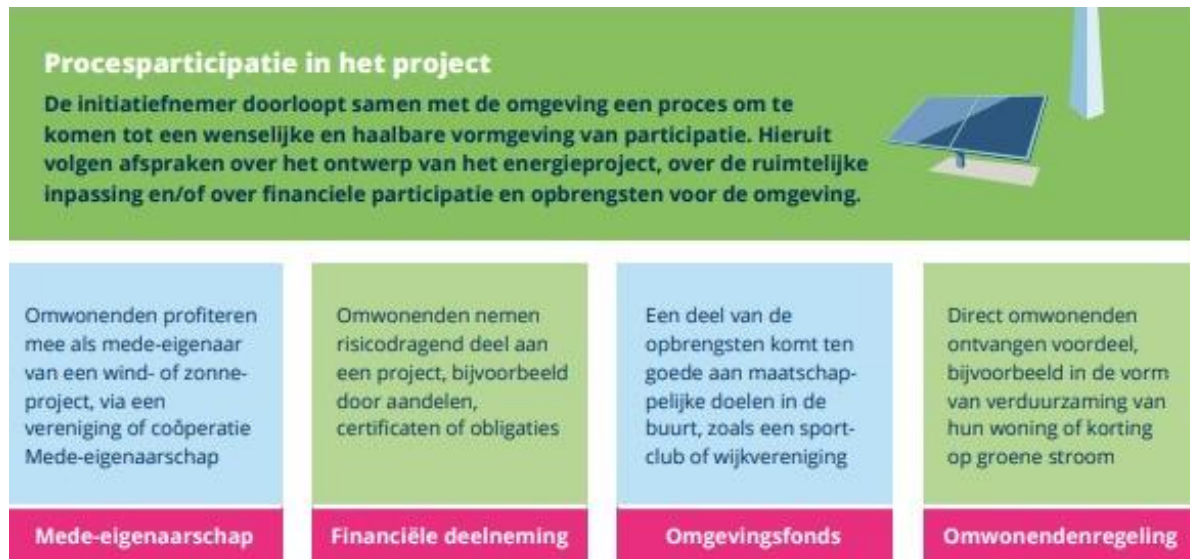 Procesparticipatie in het project
De initiatiefnemer doorloopt samen met de omgeving een proces om te
komen tot een wenselijke en haalbare vormgeving van participatie. Hieruit
volgen afspraken over het ontwerp van het energieproject, over de ruimtelijke
inpassing en/of over financiele participatie en opbrengsten voor de omgeving.
Omwonenden profiteren
mee als mede-eigenaar
van een wind- of zonne-
project, via een
vereniging of coöperatie
Mede-eigenaarschap
Mede-eigenaarschap
Omwonenden nemen
risicodragend deel aan
een project, bijvoorbeeld
door aandelen,
certificaten of obligaties
Financiële deelneming
Een deel van de
opbrengsten komt ten
goede aan maatschap-
pelijke doelen in de
buurt, zoals een sport-
club of wijkvereniging
Omgevingsfonds
Direct omwonenden
ontvangen voordeel,
bijvoorbeeld in de vorm
van verduurzaming van
hun woning of korting
op groene stroom
Omwonendenregeling